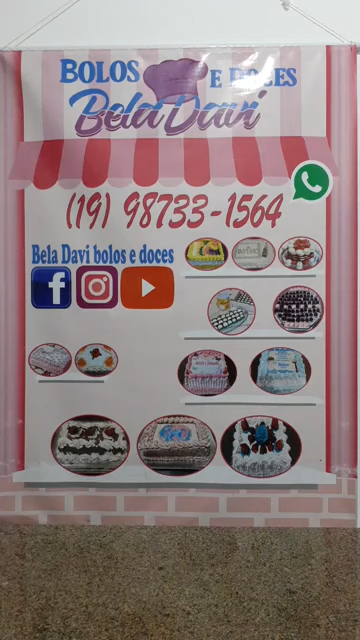 BOLOS E DOCES
Bela Davi
(19) 98733-1564
Bela Davi bolos e doces